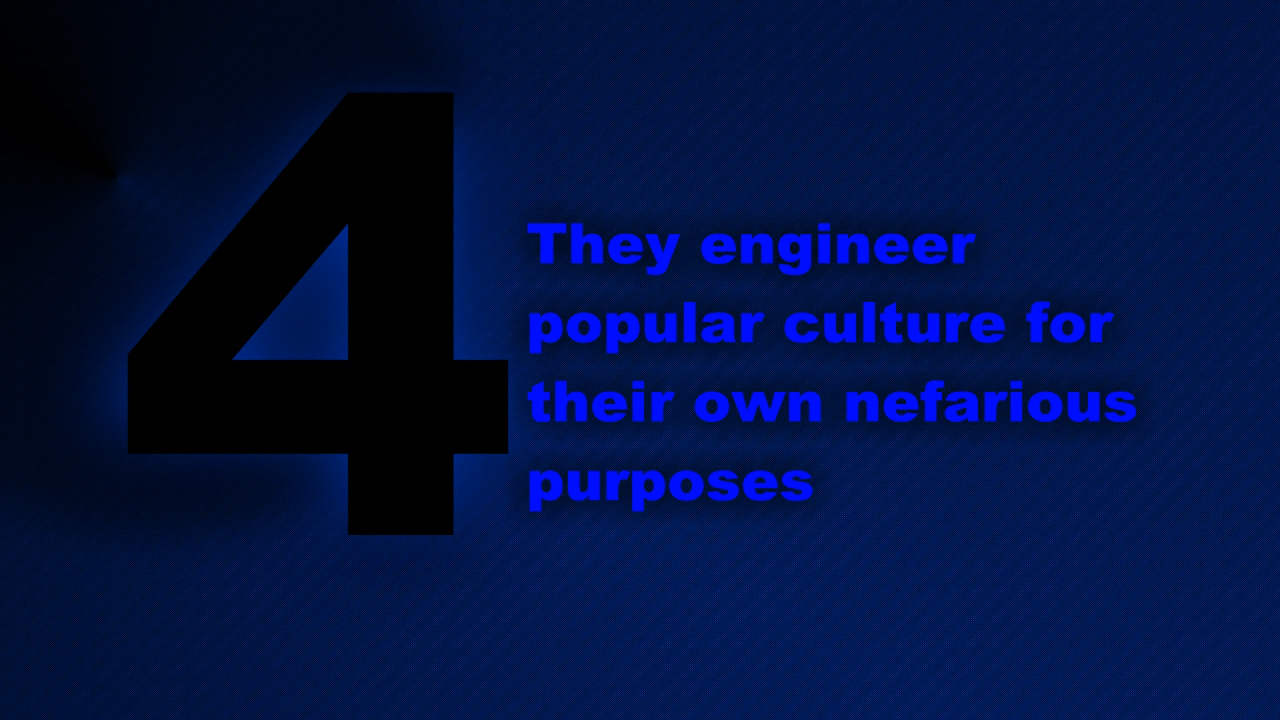 4
They engineer
popular culture for
their own nefarious
purposes